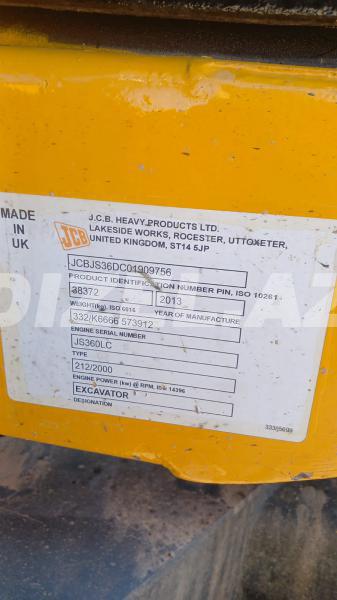 MADE
IN
UK
JCB
J.C.B. HEAVY PRODUCTS LTD.
LAKESIDE WORKS, ROCESTER, UTTOXETER,
UNITED KINGDOM, ST14 5JP
JCBJS36DC01909756
PRODUCT IDENTIFICATION NUMBER PIN, ISO 10261
38372 2013
WEIGHT(kg), ISO 6016 YEAR OF MANUFACTURE
332/K6666 573912
ENGINE SERIAL NUMBER
JS360LC
TYPE
212/2000
ENGINE POWER (kw) @ RPM, ISO 14396
EXCAVATOR
DESIGNATION